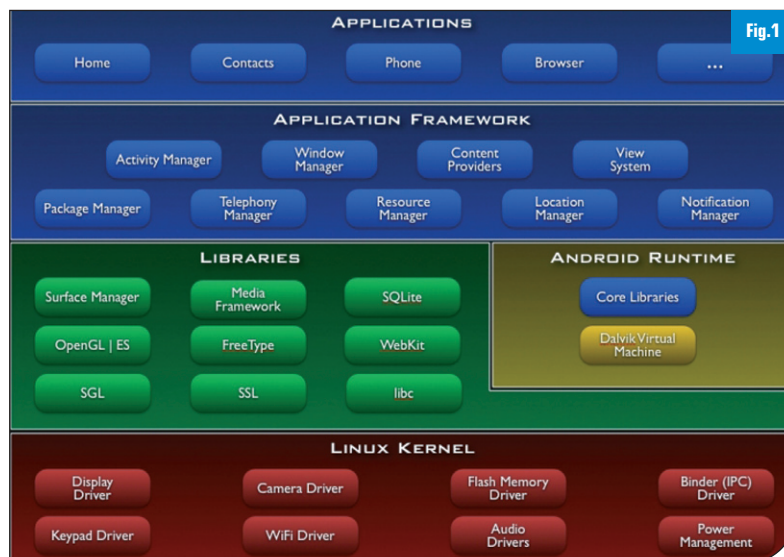 APPLICATIONS
Fig.1
Home
Contacts
Phone
Browser
...
APPLICATION FRAMEWORK
Activity Manager
Window
Manager
Content
Providers
View
System
Package Manager
Telephony
Manager
Resource
Manager
Location
Manager
Notification
Manager
LIBRARIES
Surface Manager
Media
Framework
SQLite
OpenGL | ES
FreeType
WebKit
SGL
SSL
libc
ANDROID RUNTIME
Core Libraries
Dalvik Virtual
Machine
LINUX KERNEL
Display
Driver
Camera Driver
Flash Memory
Driver
Binder (IPC)
Driver
Keypad Driver
WiFi Driver
Audio
Drivers
Power
Management